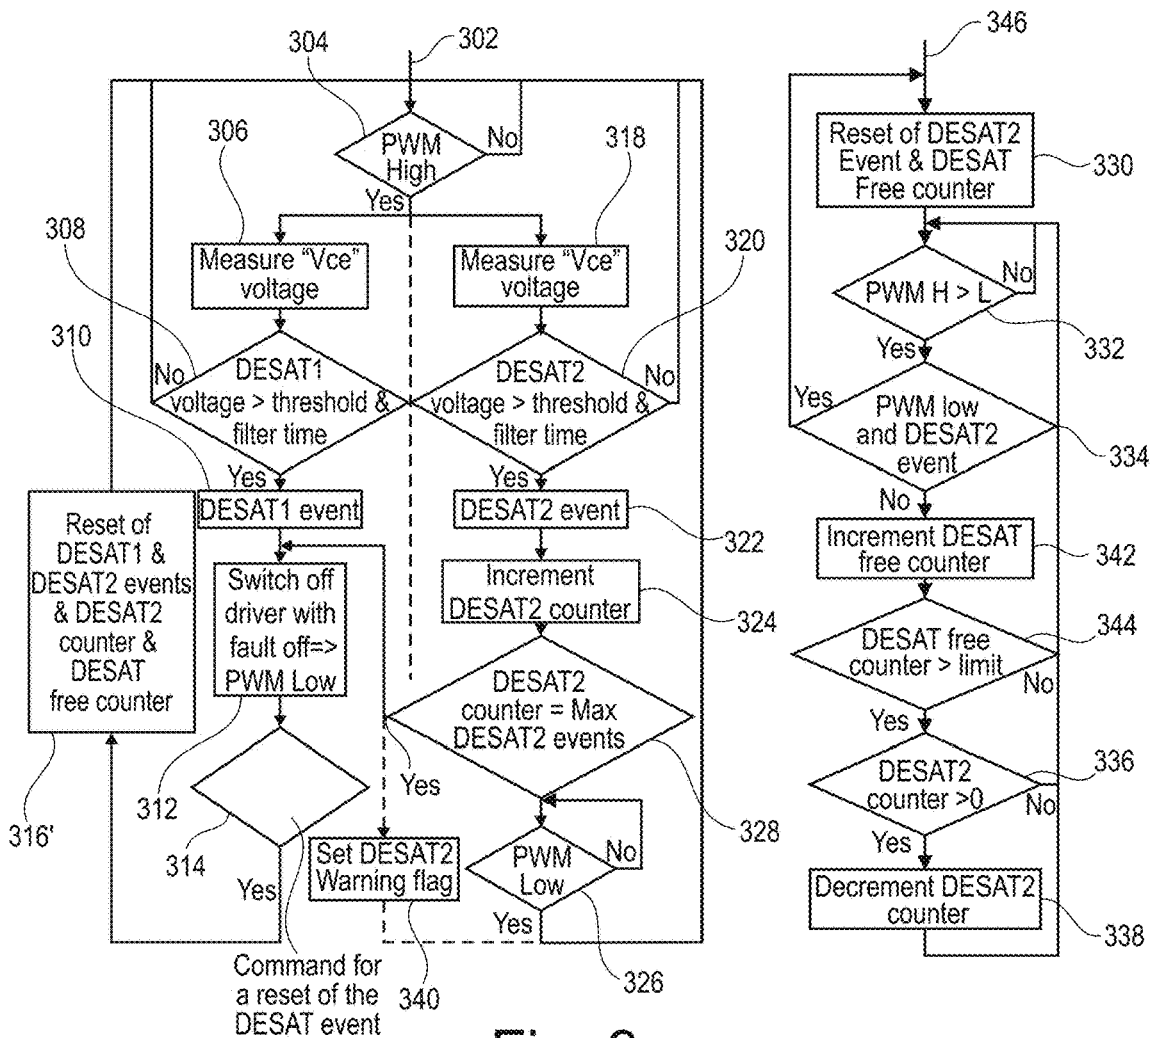 302
304
PWM
High
No
Yes
306
Measure “Vce”
voltage
318
Measure “Vce”
voltage
308
DESAT1
voltage > threshold &
filter time
No
Yes
320
DESAT2
voltage > threshold &
filter time
No
Yes
310
DESAT1 event
DESAT2 event
322
Switch off
driver with
fault off=>
PWM Low
312
Increment
DESAT2 counter
324
Reset of
DESAT1 &
DESAT2 events
& DESAT2
counter &
DESAT
free counter
316'
DESAT2
counter = Max
DESAT2 events
Yes
328
314
Yes
Command for
a reset of the
DESAT event
Set DESAT2
Warning flag
340
PWM
Low
No
Yes
326
346
Reset of DESAT2
Event & DESAT
Free counter
330
PWM H > L
No
332
Yes
PWM low
and DESAT2
event
Yes
334
No
Increment DESAT
free counter
342
DESAT free
counter > limit
344
No
Yes
DESAT2
counter >0
336
No
Yes
Decrement DESAT2
counter
338